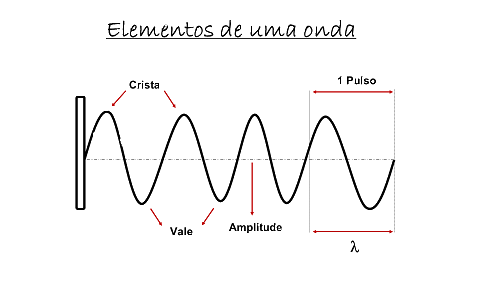 Elementos de uma onda
Crista
1 Pulso
Vale
Amplitude
λ